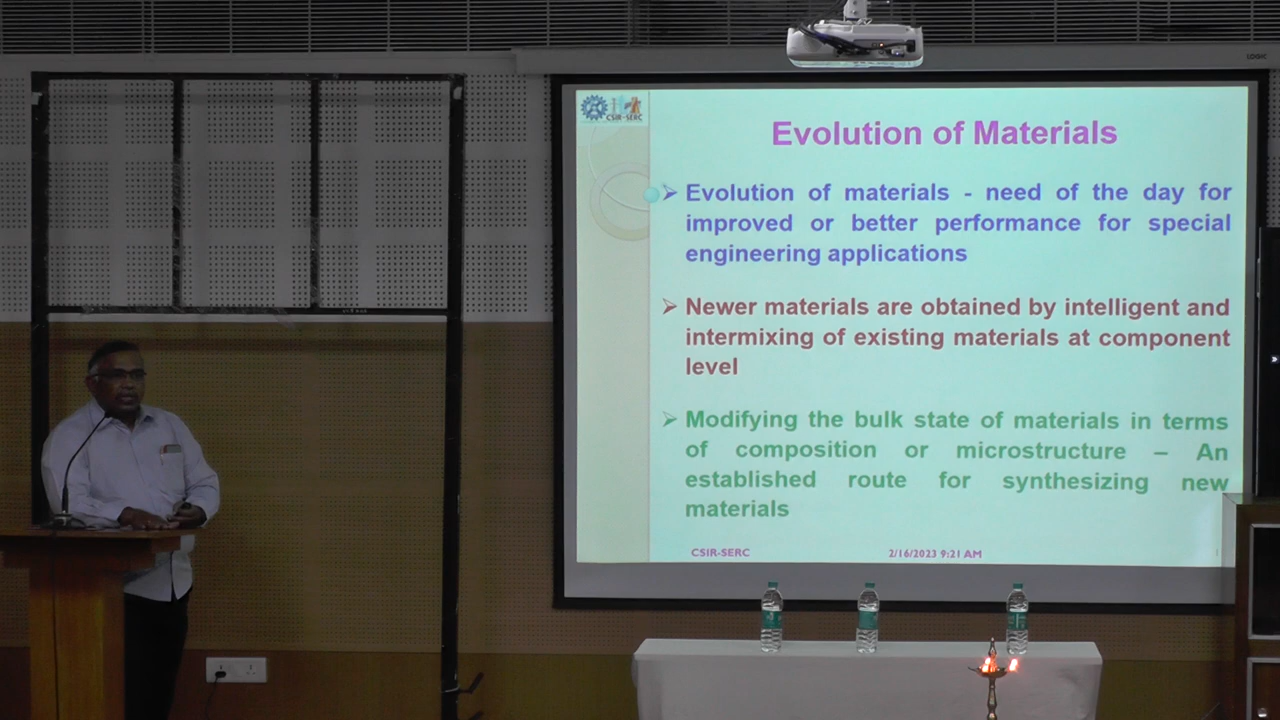 LOGIC
CSIR-SERC
Evolution of Materials
Evolution of materials - need of the day for
improved or better performance for special
engineering applications
Newer materials are obtained by intelligent and
intermixing of existing materials at component
level
Modifying the bulk state of materials in terms
of composition or microstructure – An
established route for synthesizing new
materials
CSIR-SERC 2/16/2023 9:21 AM